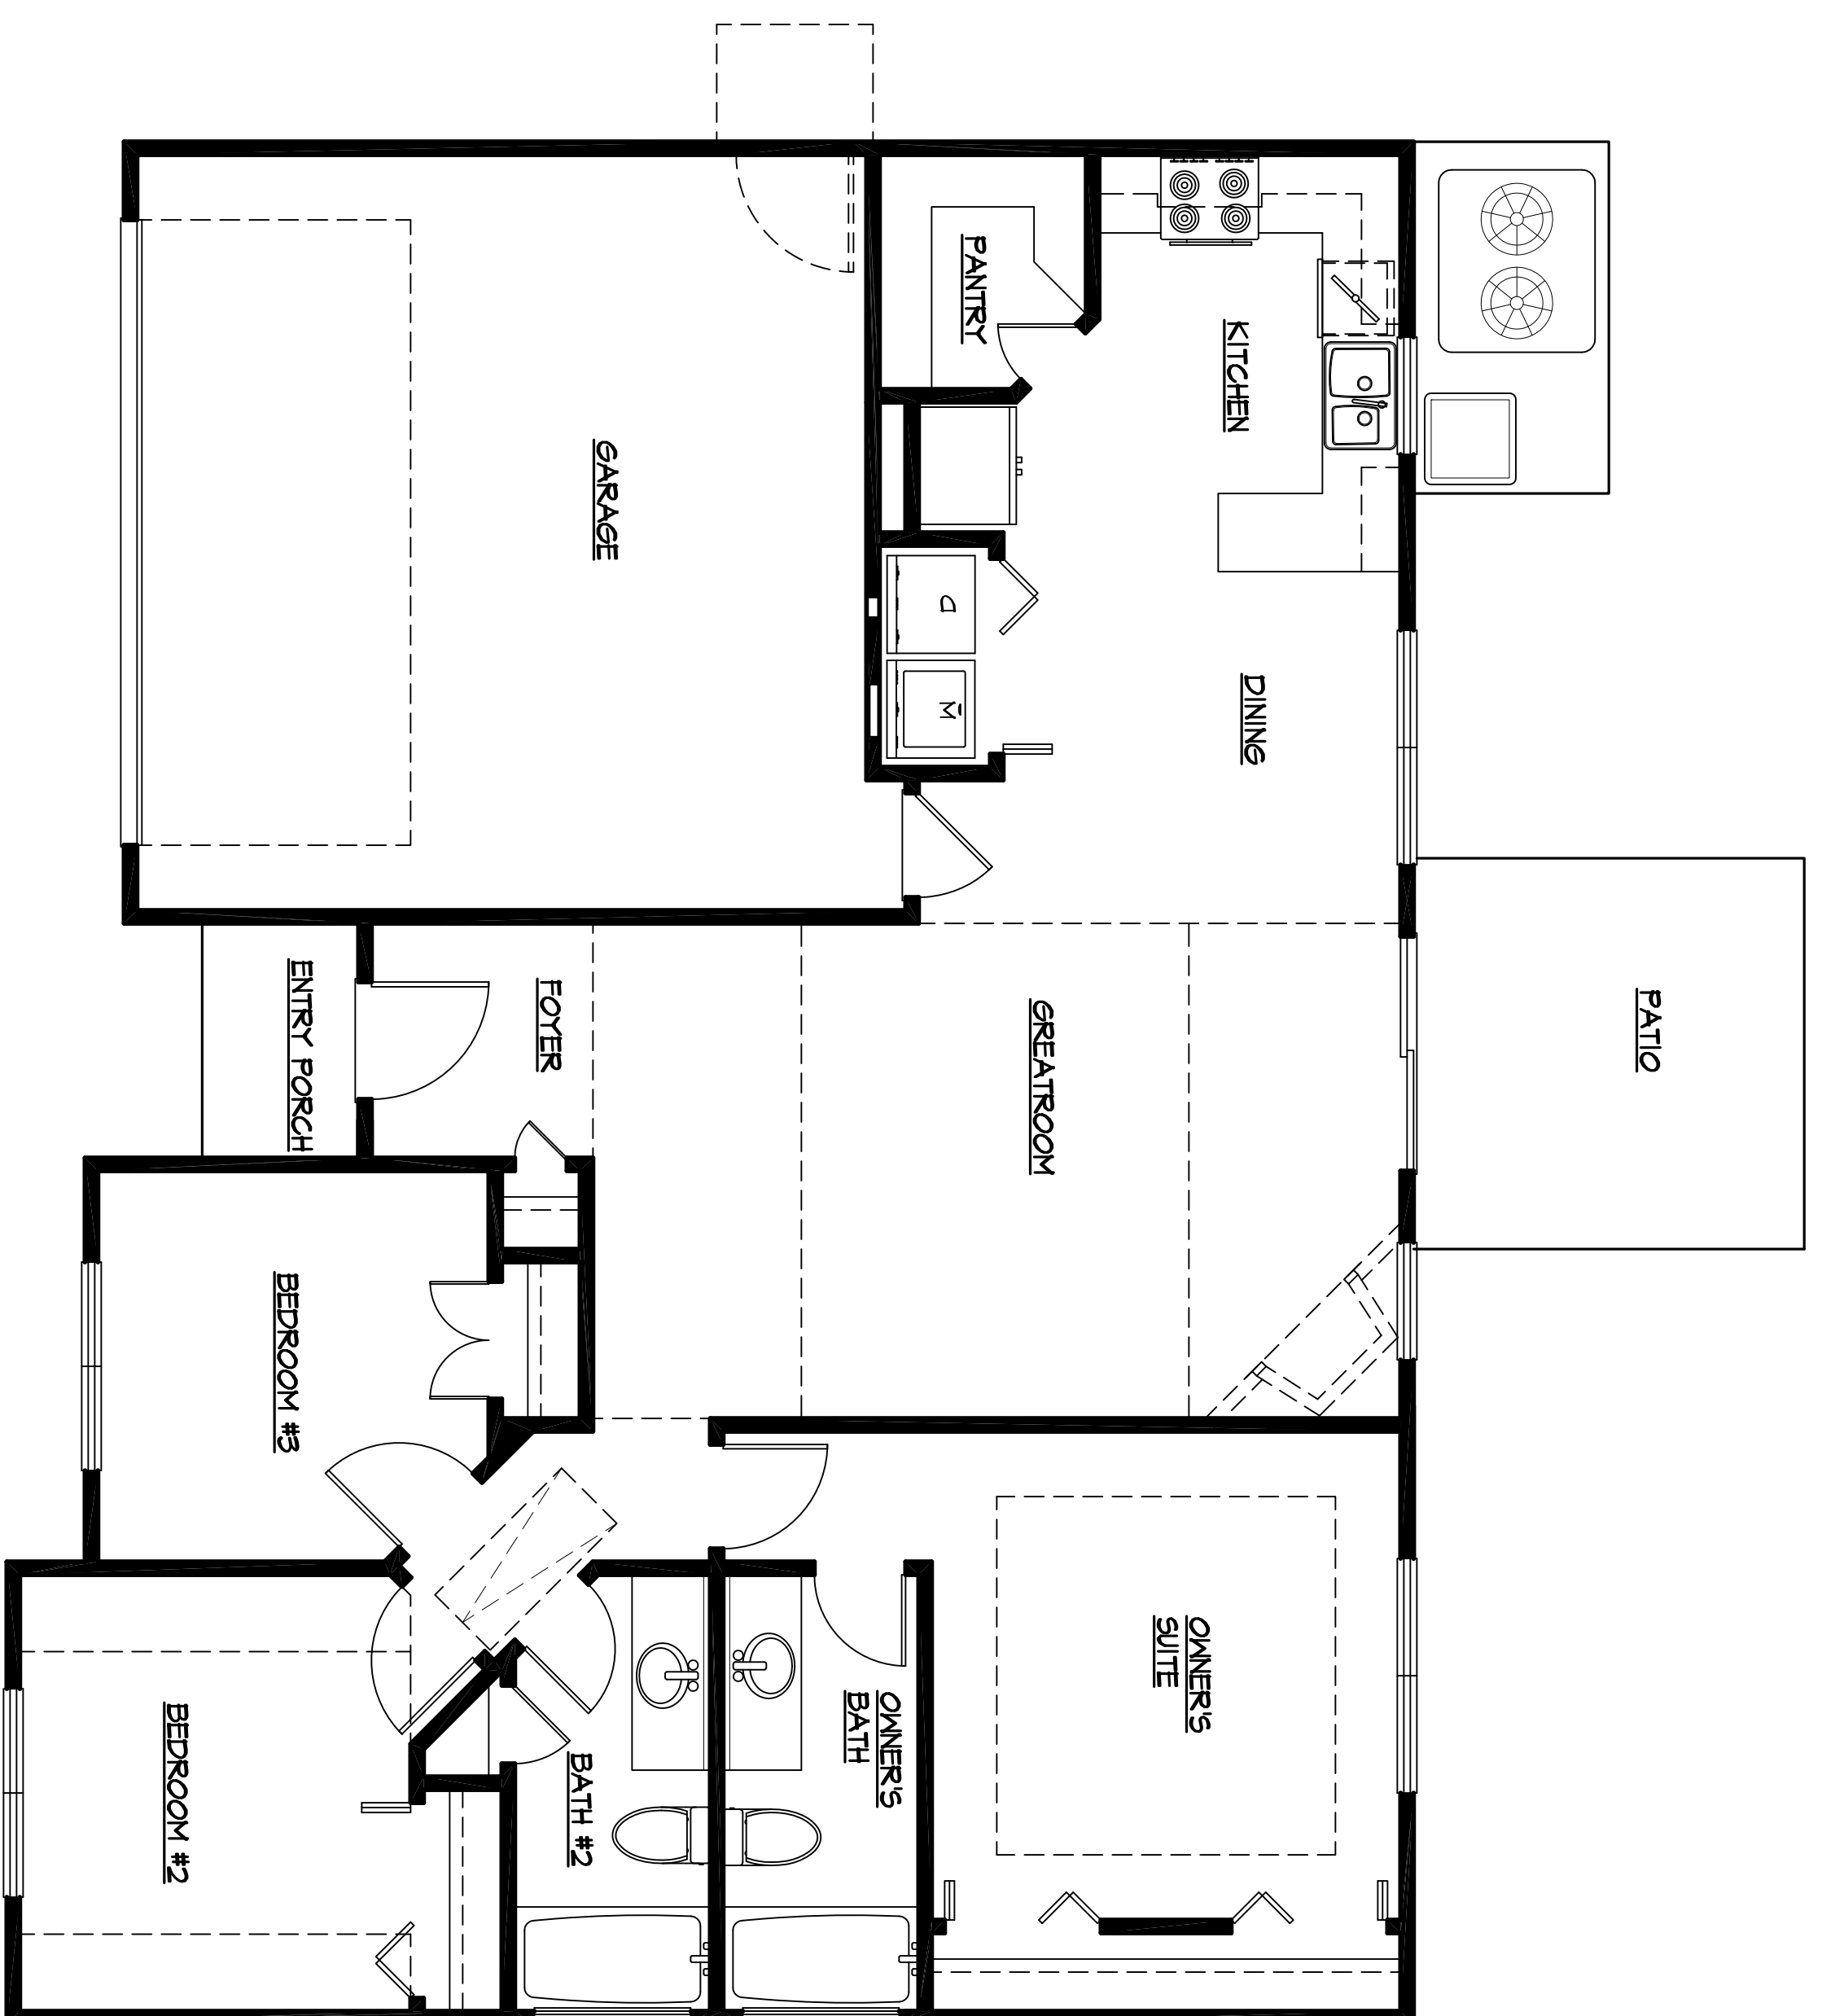 PATIO
KITCHEN
DINING
GREATROOM
OWNER'S
SUITE
PANTRY
D
W
OWNER'S
BATH
GARAGE
FOYER
BATH #2
ENTRY PORCH
BEDROOM #3
BEDROOM #2